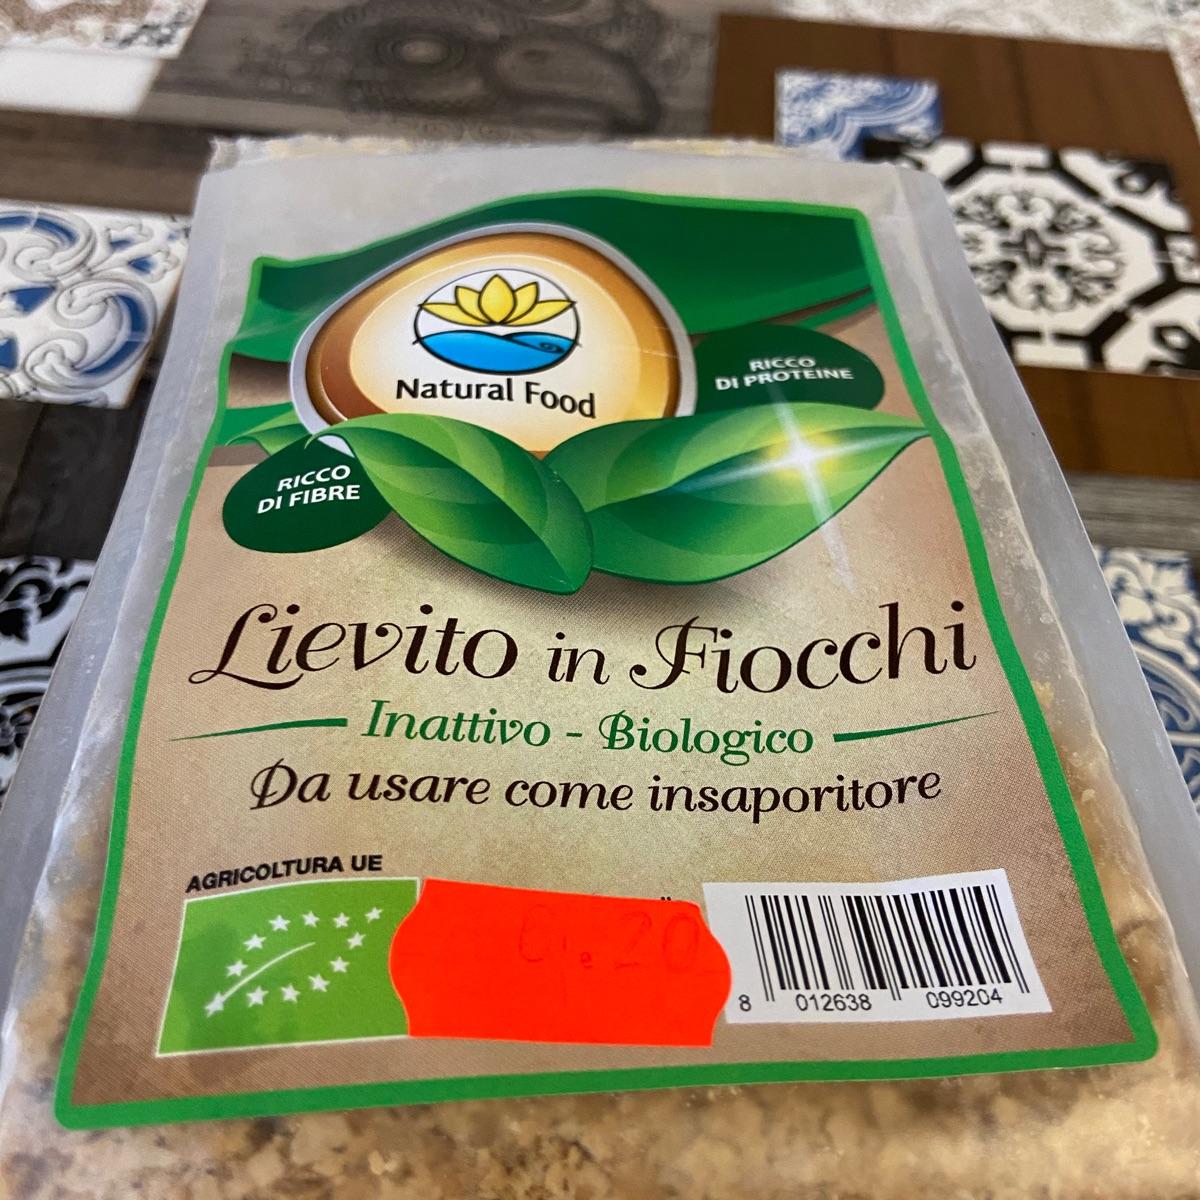 Natural Food
RICCO
DI PROTEINE
RICCO
DI FIBRE
Lievito in Fiocchi
Inattivo - Biologico
Da usare come insaporitore
AGRICOLTURA UE
8 012638 099204